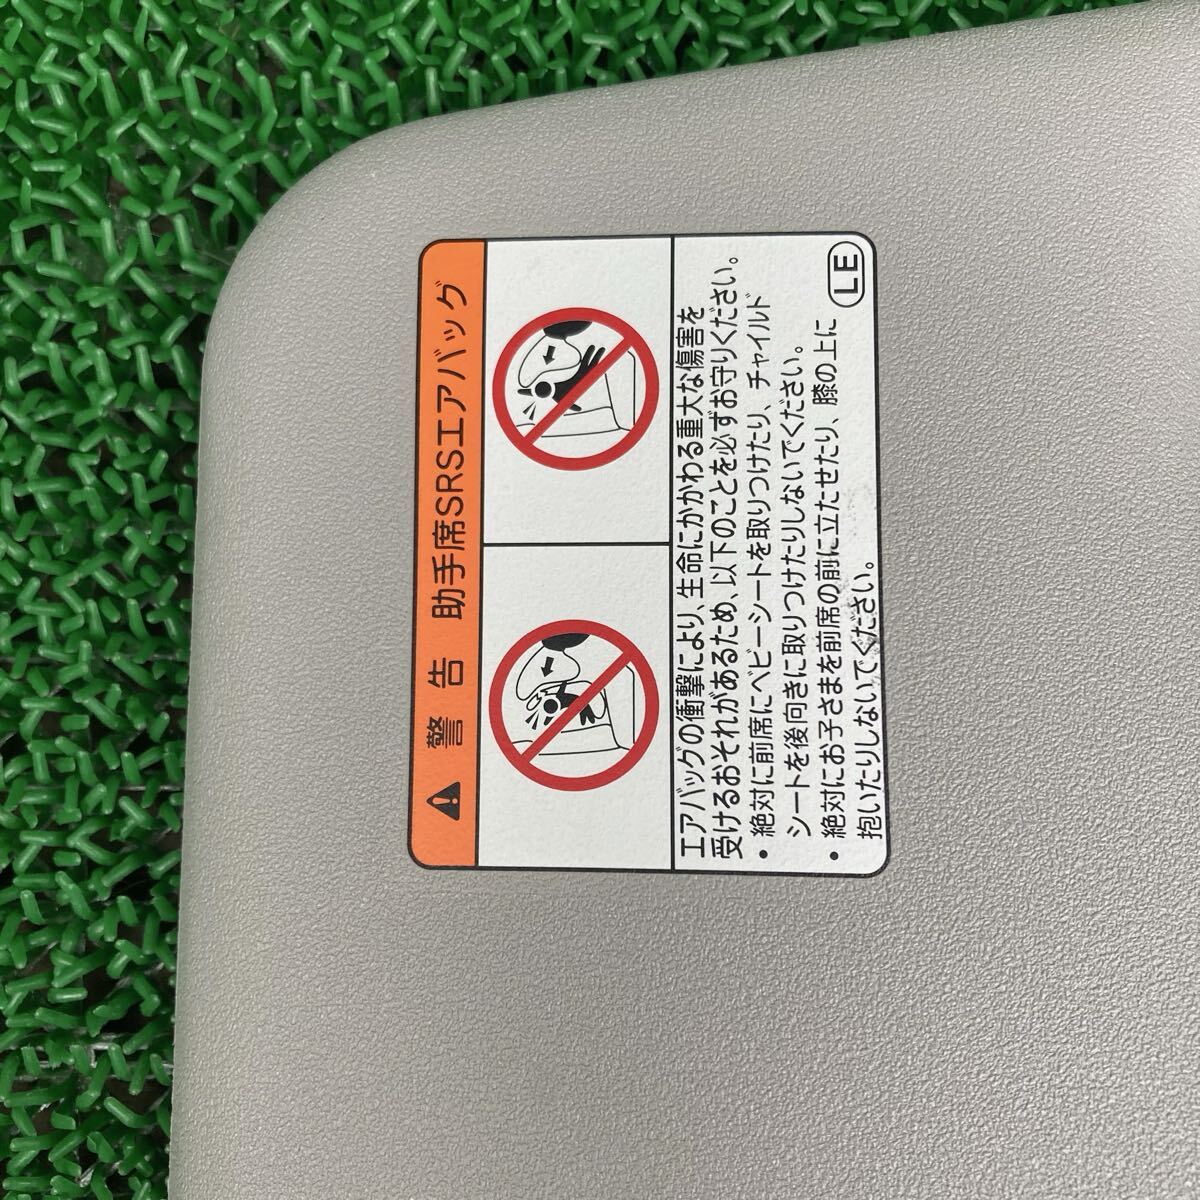 警告 助手席SRSエアバッグ
エアバッグの衝撃により、生命にかかわる重大な傷害を
受けるおそれがあるため、以下のことを必ずお守りください。
・絶対に前席にベビーシートを取りつけたり、チャイルド
シートを後向きに取りつけたりしないでください。
・絶対にお子さまを前席の前に立たせたり、膝の上に
抱いたりしないでください。
LE